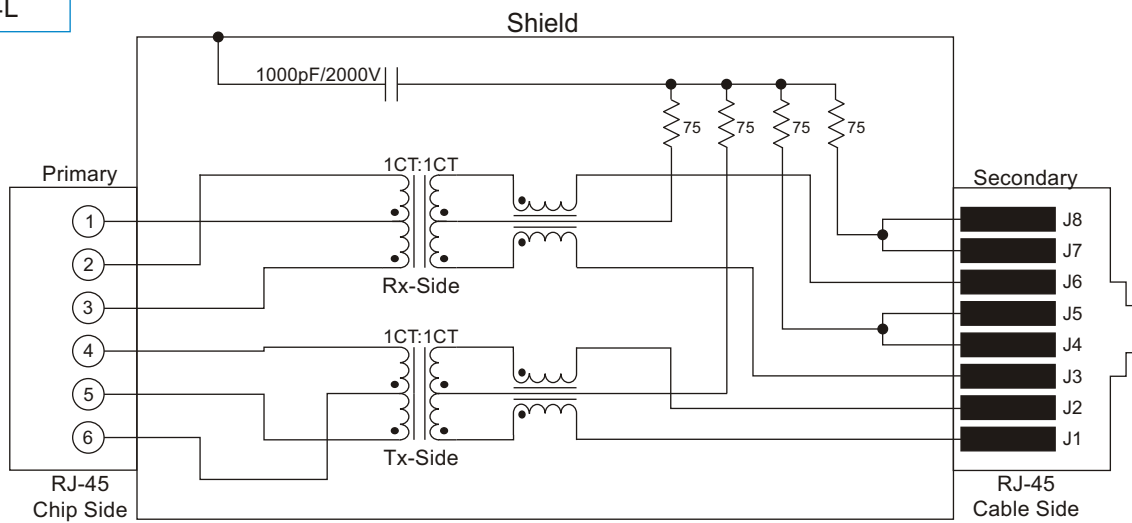 Shield
1000pF/2000V
75
75
75
75
Primary
1CT:1CT
Secondary
1
2
3
4
5
6
Rx-Side
1CT:1CT
Tx-Side
J8
J7
J6
J5
J4
J3
J2
J1
RJ-45
Chip Side
RJ-45
Cable Side